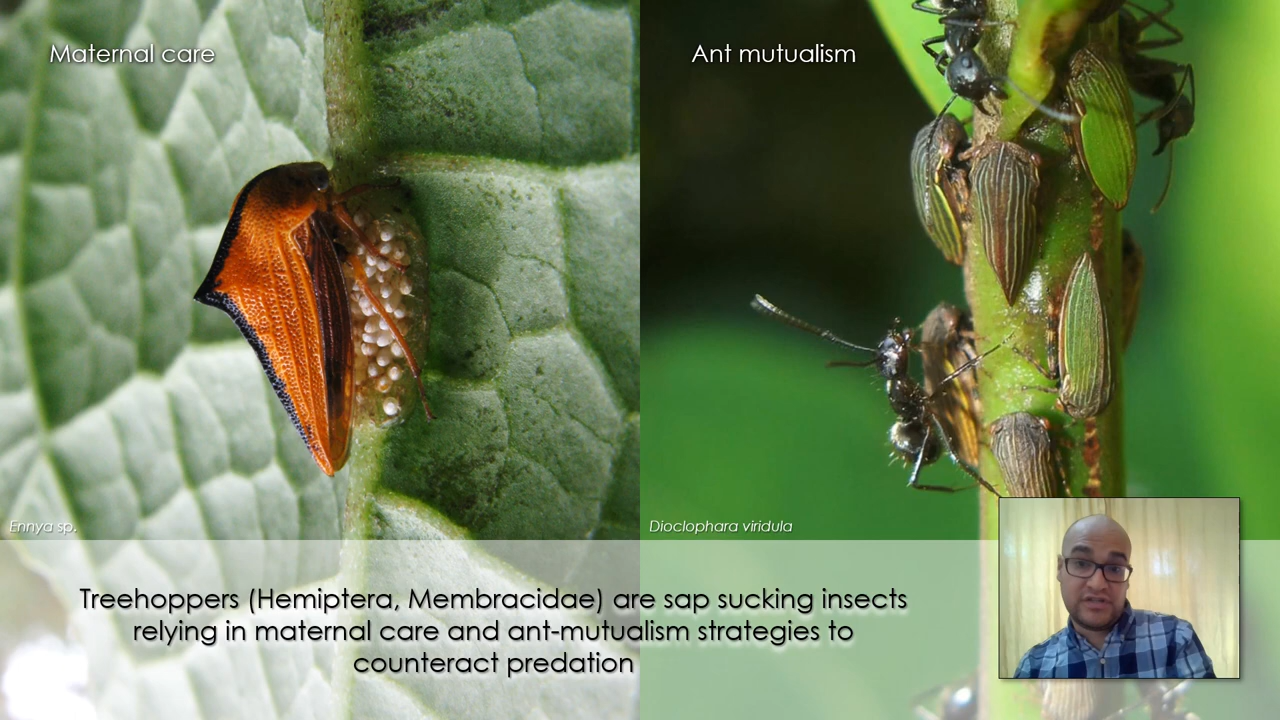 Maternal care
Ant mutualism
Ennya sp.
Dioclophara viridula
Treehoppers (Hemiptera, Membracidae) are sap sucking insects
relying in maternal care and ant-mutualism strategies to
counteract predation